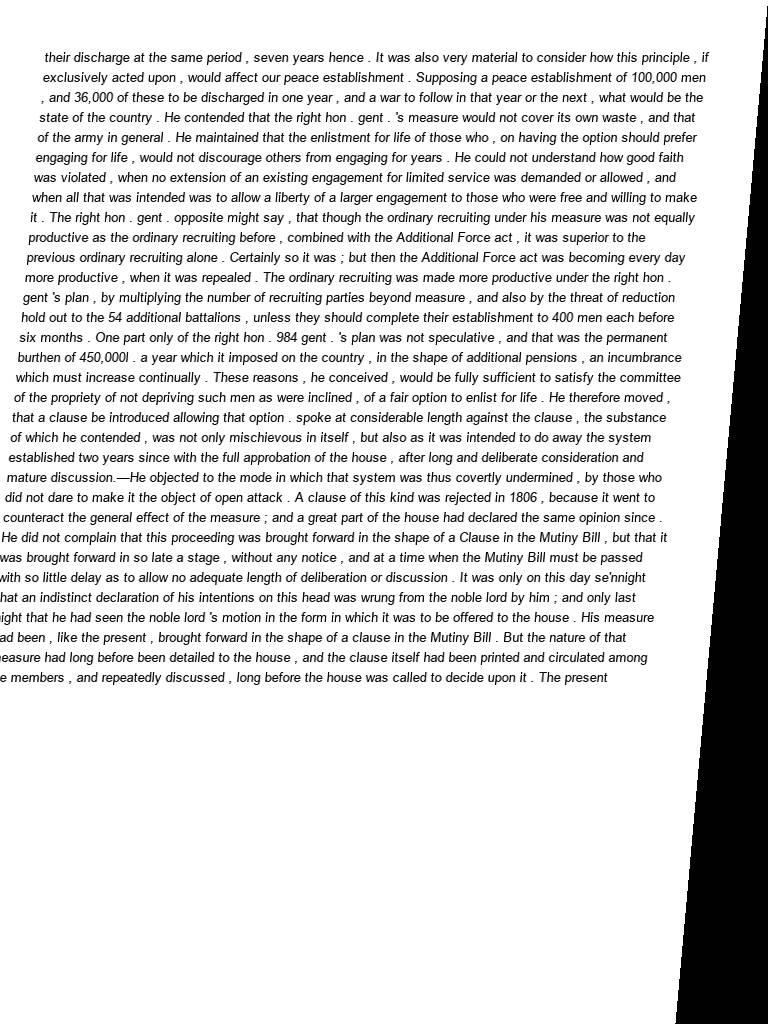 their discharge at the same period , seven years hence . It was also very material to consider how this principle , if
exclusively acted upon , would affect our peace establishment . Supposing a peace establishment of 100,000 men
, and 36,000 of these to be discharged in one year , and a war to follow in that year or the next , what would be the
state of the country . He contended that the right hon . gent . 's measure would not cover its own waste , and that
of the army in general . He maintained that the enlistment for life of those who , on having the option should prefer
engaging for life , would not discourage others from engaging for years . He could not understand how good faith
was violated , when no extension of an existing engagement for limited service was demanded or allowed , and
when all that was intended was to allow a liberty of a larger engagement to those who were free and willing to make
it . The right hon . gent . opposite might say , that though the ordinary recruiting under his measure was not equally
productive as the ordinary recruiting before , combined with the Additional Force act , it was superior to the
previous ordinary recruiting alone . Certainly so it was ; but then the Additional Force act was becoming every day
more productive , when it was repealed . The ordinary recruiting was made more productive under the right hon .
gent 's plan , by multiplying the number of recruiting parties beyond measure , and also by the threat of reduction
hold out to the 54 additional battalions , unless they should complete their establishment to 400 men each before
six months . One part only of the right hon . 984 gent . 's plan was not speculative , and that was the permanent
burthen of 450,000l . a year which it imposed on the country , in the shape of additional pensions , an incumbrance
which must increase continually . These reasons , he conceived , would be fully sufficient to satisfy the committee
of the propriety of not depriving such men as were inclined , of a fair option to enlist for life . He therefore moved ,
that a clause be introduced allowing that option . spoke at considerable length against the clause , the substance
of which he contended , was not only mischievous in itself , but also as it was intended to do away the system
established two years since with the full approbation of the house , after long and deliberate consideration and
mature discussion.—He objected to the mode in which that system was thus covertly undermined , by those who
did not dare to make it the object of open attack . A clause of this kind was rejected in 1806 , because it went to
counteract the general effect of the measure ; and a great part of the house had declared the same opinion since .
He did not complain that this proceeding was brought forward in the shape of a Clause in the Mutiny Bill , but that it
was brought forward in so late a stage , without any notice , and at a time when the Mutiny Bill must be passed
with so little delay as to allow no adequate length of deliberation or discussion . It was only on this day se'nnight
hat an indistinct declaration of his intentions on this head was wrung from the noble lord by him ; and only last
ight that he had seen the noble lord 's motion in the form in which it was to be offered to the house . His measure
ad been , like the present , brought forward in the shape of a clause in the Mutiny Bill . But the nature of that
easure had long before been detailed to the house , and the clause itself had been printed and circulated among
e members , and repeatedly discussed , long before the house was called to decide upon it . The present